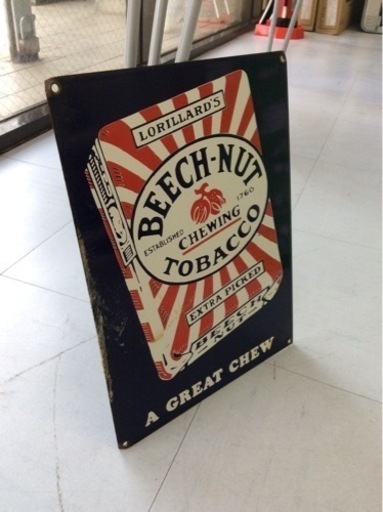 LORILLARD'S
BEECH-NUT
ESTABLISHED 1760
CHEWING
TOBACCO
EXTRA PICKED
BEECH
NUT
A GREAT CHEW